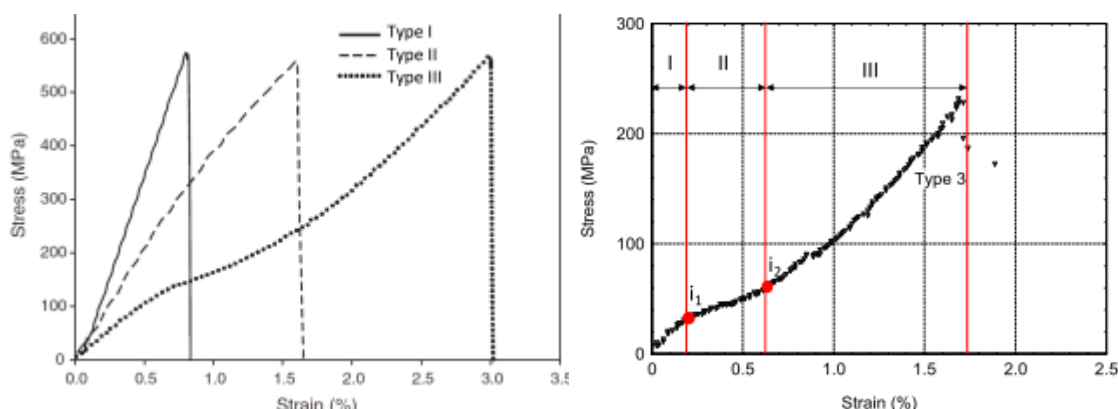 600
500
400
300
200
100
0
Stress (MPa)
Type I
Type II
Type III
0.0 0.5 1.0 1.5 2.0 2.5 3.0 3.5
Strain (%)
300
200
100
0
Stress (MPa)
I II III
i1
i2
Type 3
0 0.5 1.0 1.5 2.0 2.5
Strain (%)